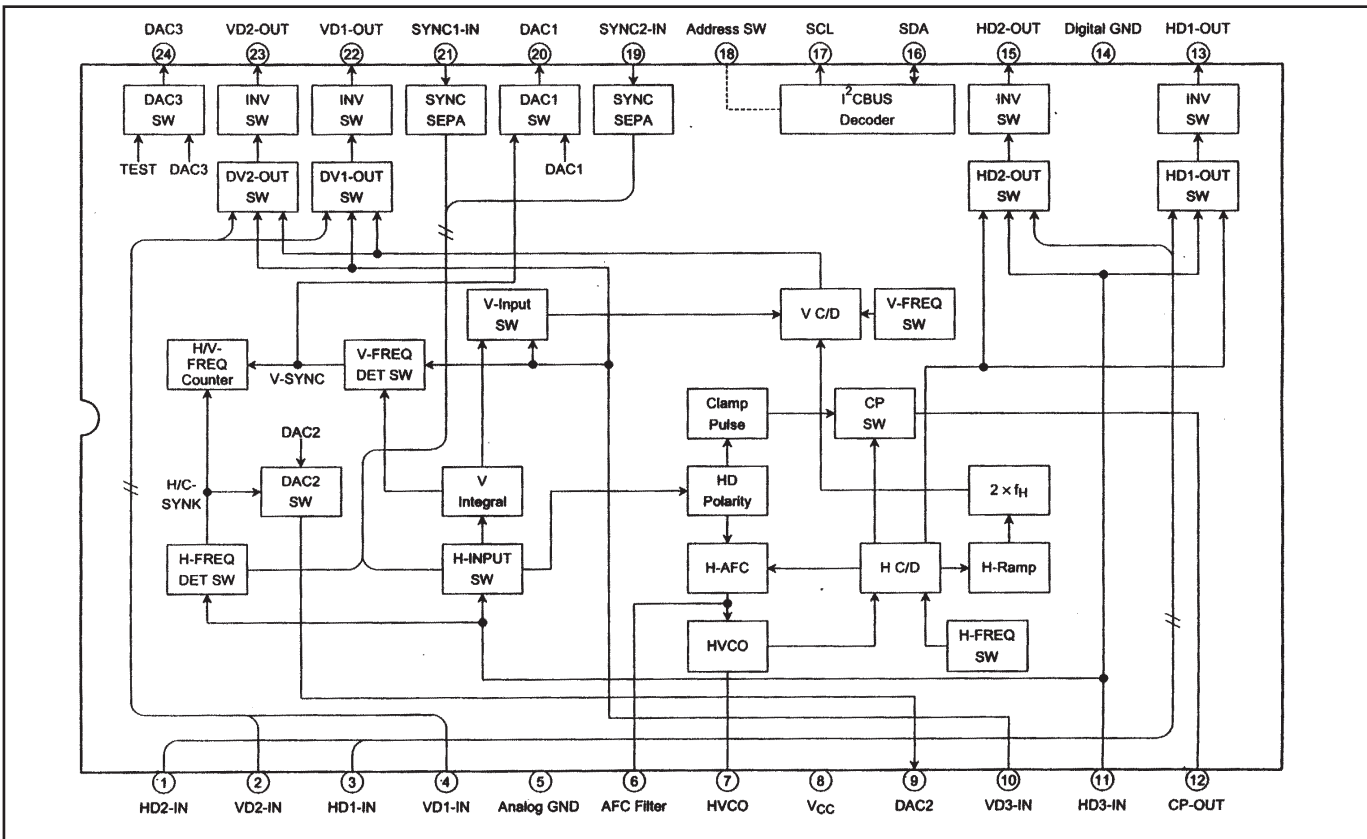 DAC3 VD2-OUT VD1-OUT SYNC1-IN DAC1 SYNC2-IN Address SW SCL SDA HD2-OUT Digital GND HD1-OUT
24 23 22 21 20 19 18 17 16 15 14 13
DAC3 SW
INV SW
INV SW
SYNC SEPA
DAC1 SW
SYNC SEPA
I2CBUS Decoder
INV SW
INV SW
TEST DAC3
DV2-OUT SW
DV1-OUT SW
DAC1
HD2-OUT SW
HD1-OUT SW
V-Input SW
V C/D
V-FREQ SW
H/V-FREQ Counter
V-SYNC
V-FREQ DET SW
Clamp Pulse
CP SW
DAC2
H/C-SYNK
DAC2 SW
V Integral
HD Polarity
2 × fH
H-FREQ DET SW
H-INPUT SW
H-AFC
H C/D
H-Ramp
HVCO
H-FREQ SW
1 2 3 4 5 6 7 8 9 10 11 12
HD2-IN VD2-IN HD1-IN VD1-IN Analog GND AFC Filter HVCO VCC DAC2 VD3-IN HD3-IN CP-OUT